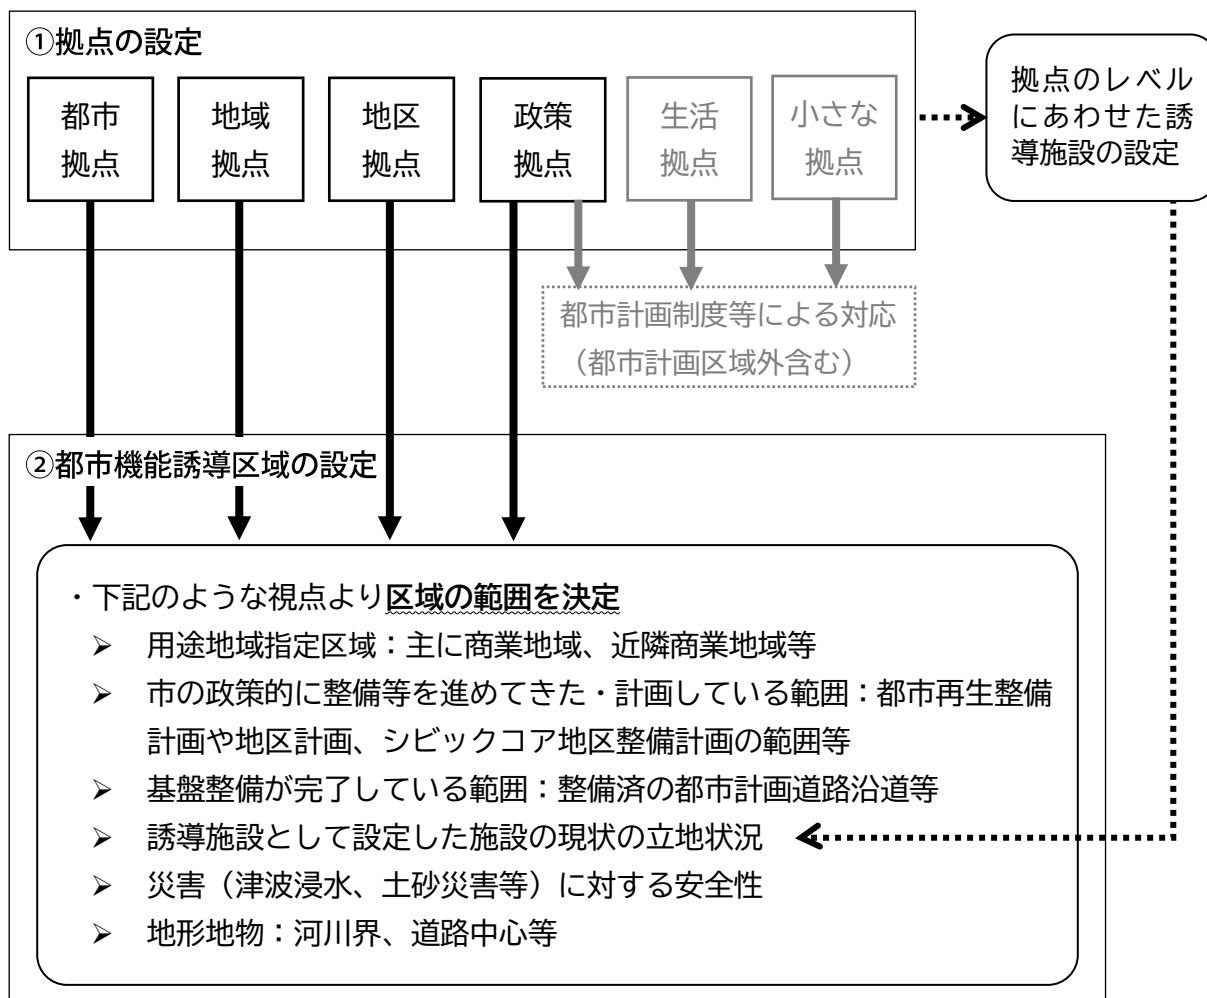 ①拠点の設定
都市
拠点
地域
拠点
地区
拠点
政策
拠点
生活
拠点
小さな
拠点
拠点のレベル
にあわせた誘
導施設の設定
都市計画制度等による対応
（都市計画区域外含む）
②都市機能誘導区域の設定
・下記のような視点より区域の範囲を決定
➢ 用途地域指定区域：主に商業地域、近隣商業地域等
➢ 市の政策的に整備等を進めてきた・計画している範囲：都市再生整備
計画や地区計画、シビックコア地区整備計画の範囲等
➢ 基盤整備が完了している範囲：整備済の都市計画道路沿道等
➢ 誘導施設として設定した施設の現状の立地状況
➢ 災害（津波浸水、土砂災害等）に対する安全性
➢ 地形地物：河川界、道路中心等